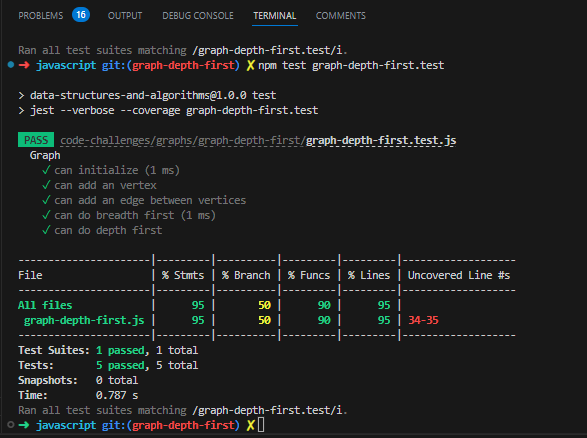 PROBLEMS 16 OUTPUT DEBUG CONSOLE TERMINAL COMMENTS
Ran all test suites matching /graph-depth-first.test/i.
➜ javascript git:(graph-depth-first) ✗ npm test graph-depth-first.test
> data-structures-and-algorithms@1.0.0 test
> jest --verbose --coverage graph-depth-first.test
PASS code-challenges/graphs/graph-depth-first/graph-depth-first.test.js
Graph
✓ can initialize (1 ms)
✓ can add an vertex
✓ can add an edge between vertices
✓ can do breadth first (1 ms)
✓ can do depth first
----------------------|---------|----------|---------|---------|-------------------
File | % Stmts | % Branch | % Funcs | % Lines | Uncovered Line #s
----------------------|---------|----------|---------|---------|-------------------
All files | 95 | 50 | 90 | 95 |
graph-depth-first.js | 95 | 50 | 90 | 95 | 34-35
----------------------|---------|----------|---------|---------|-------------------
Test Suites: 1 passed, 1 total
Tests: 5 passed, 5 total
Snapshots: 0 total
Time: 0.787 s
Ran all test suites matching /graph-depth-first.test/i.
➜ javascript git:(graph-depth-first) ✗